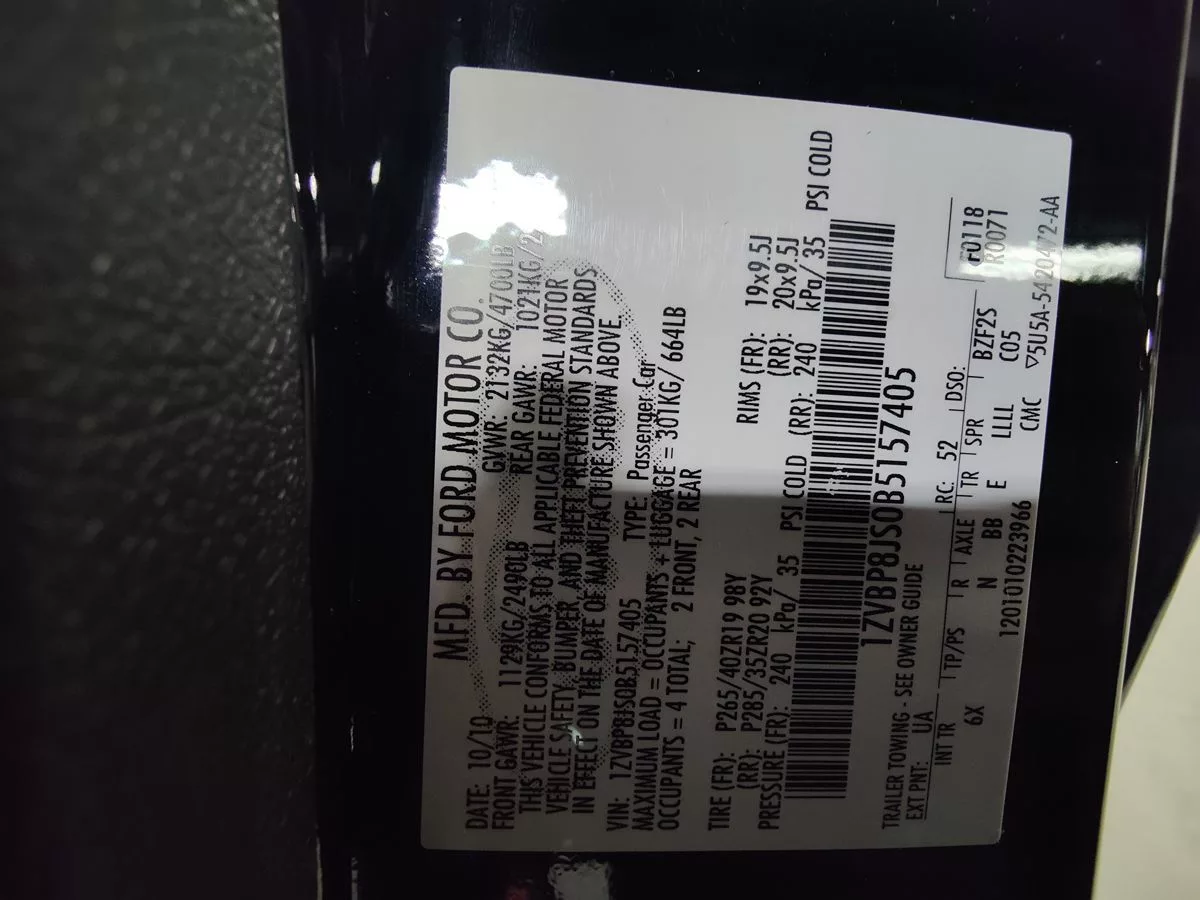 MFD. BY FORD MOTOR CO.
DATE: 10/10 GVWR: 2132KG/4700LB
FRONT GAWR: 1129KG/2490LB REAR GAWR: 1021KG/2
THIS VEHICLE CONFORMS TO ALL APPLICABLE FEDERAL MOTOR
VEHICLE SAFETY, BUMPER, AND THEFT PREVENTION STANDARDS
IN EFFECT ON THE DATE OF MANUFACTURE SHOWN ABOVE.
VIN: 1ZVBP8JS0B5157405 TYPE: Passenger Car
MAXIMUM LOAD = OCCUPANTS + LUGGAGE = 301KG/ 664LB
OCCUPANTS = 4 TOTAL; 2 FRONT, 2 REAR
TIRE (FR): P265/40ZR19 98Y RIMS (FR): 19x9.5J
(RR): P285/35ZR20 92Y (RR): 20x9.5J
PRESSURE (FR): 240 kPa/ 35 PSI COLD (RR): 240 kPa/ 35 PSI COLD
1ZVBP8JS0B5157405
TRAILER TOWING - SEE OWNER GUIDE
EXT PNT: UA RC: 52 DSO: F0118
INT TR TP/PS R AXLE TR SPR R0071
6X N BB E LLLL BZF2S
C05
1201010223966 CMC ▽5U5A-5420472-AA